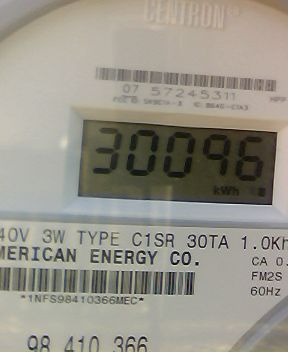 CENTRON®
07 57245311
30096
kWh
40V 3W TYPE C1SR 30TA 1.0Kh
MERICAN ENERGY CO.
CA 0.
FM2S
*1NFS98410366MEC*
60Hz
98 410 366